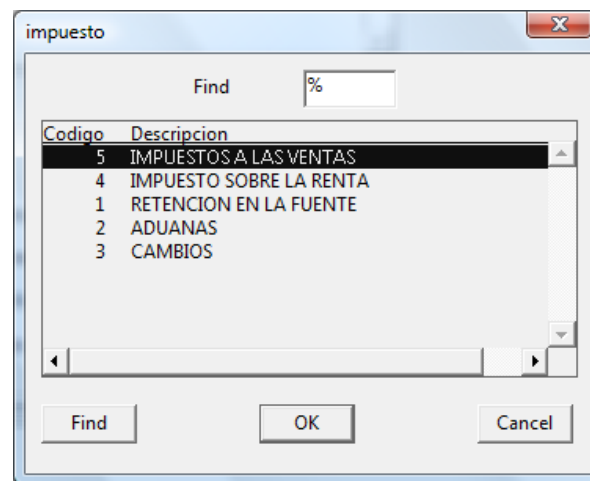 impuesto
Find %
Codigo Descripcion
5 IMPUESTOS A LAS VENTAS
4 IMPUESTO SOBRE LA RENTA
1 RETENCION EN LA FUENTE
2 ADUANAS
3 CAMBIOS
Find OK Cancel